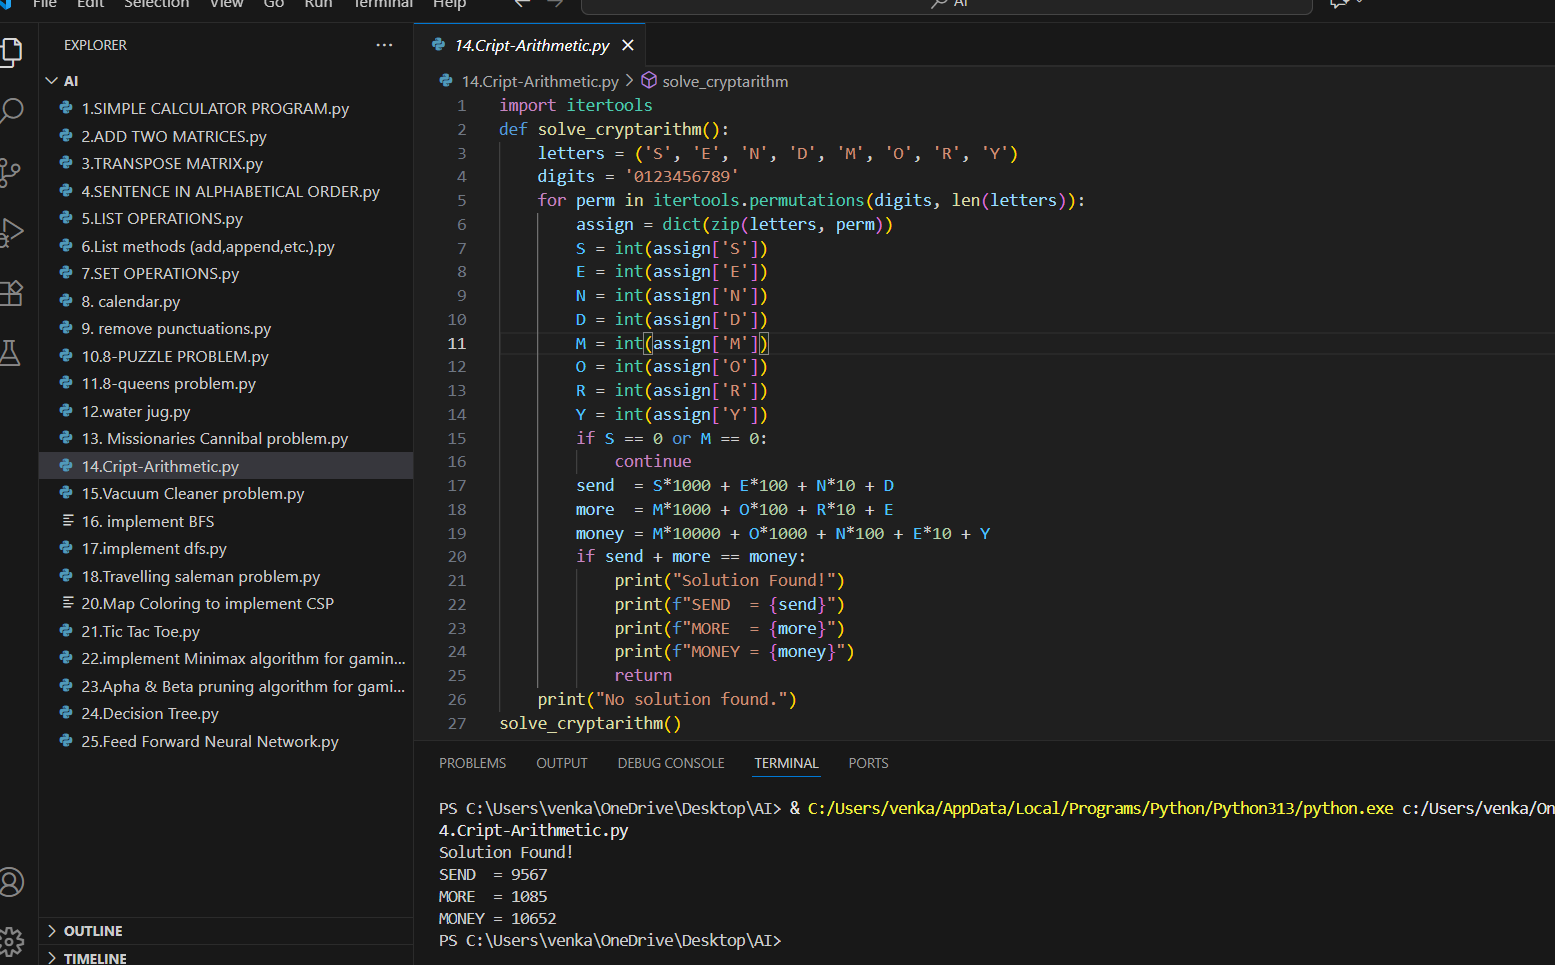 File Edit Selection View Go Run Terminal Help
AI
EXPLORER
AI
1.SIMPLE CALCULATOR PROGRAM.py
2.ADD TWO MATRICES.py
3.TRANSPOSE MATRIX.py
4.SENTENCE IN ALPHABETICAL ORDER.py
5.LIST OPERATIONS.py
6.List methods (add,append,etc.).py
7.SET OPERATIONS.py
8. calendar.py
9. remove punctuations.py
10.8-PUZZLE PROBLEM.py
11.8-queens problem.py
12.water jug.py
13. Missionaries Cannibal problem.py
14.Cript-Arithmetic.py
15.Vacuum Cleaner problem.py
16. implement BFS
17.implement dfs.py
18.Travelling saleman problem.py
20.Map Coloring to implement CSP
21.Tic Tac Toe.py
22.implement Minimax algorithm for gamin...
23.Apha & Beta pruning algorithm for gami...
24.Decision Tree.py
25.Feed Forward Neural Network.py
OUTLINE
TIMELINE
14.Cript-Arithmetic.py
14.Cript-Arithmetic.py > solve_cryptarithm
1 import itertools
2 def solve_cryptarithm():
3     letters = ('S', 'E', 'N', 'D', 'M', 'O', 'R', 'Y')
4     digits = '0123456789'
5     for perm in itertools.permutations(digits, len(letters)):
6         assign = dict(zip(letters, perm))
7         S = int(assign['S'])
8         E = int(assign['E'])
9         N = int(assign['N'])
10         D = int(assign['D'])
11         M = int(assign['M'])
12         O = int(assign['O'])
13         R = int(assign['R'])
14         Y = int(assign['Y'])
15         if S == 0 or M == 0:
16             continue
17         send  = S*1000 + E*100 + N*10 + D
18         more  = M*1000 + O*100 + R*10 + E
19         money = M*10000 + O*1000 + N*100 + E*10 + Y
20         if send + more == money:
21             print("Solution Found!")
22             print(f"SEND  = {send}")
23             print(f"MORE  = {more}")
24             print(f"MONEY = {money}")
25             return
26     print("No solution found.")
27 solve_cryptarithm()
PROBLEMS OUTPUT DEBUG CONSOLE TERMINAL PORTS
PS C:\Users\venka\OneDrive\Desktop\AI> & C:/Users/venka/AppData/Local/Programs/Python/Python313/python.exe c:/Users/venka/On
4.Cript-Arithmetic.py
Solution Found!
SEND  = 9567
MORE  = 1085
MONEY = 10652
PS C:\Users\venka\OneDrive\Desktop\AI>